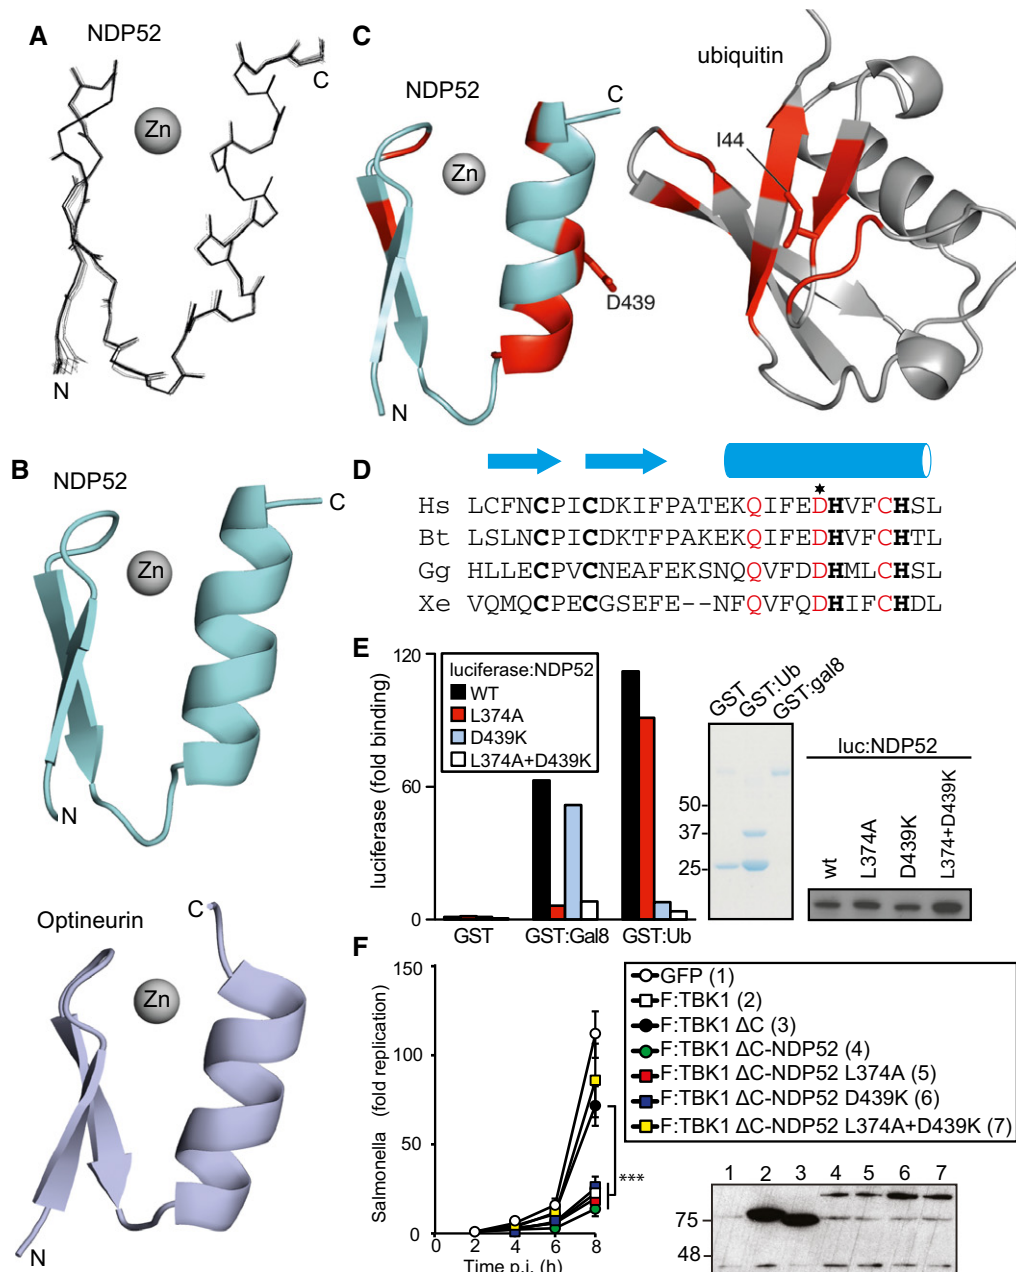 A
NDP52
Zn
C
N
B
NDP52
Zn
C
N
Optineurin
C
Zn
N
C
NDP52
C
Zn
D439
N
ubiquitin
I44
D
★
Hs LCFNCPICDKIFPATEKQIFEDHVFCHSL
Bt LSLNCPICDKTFPAKEKQIFEDHVFCHTL
Gg HLLECPVCNEAFEKSNQQVFDDHMLCHSL
Xe VQMQCPECGSEFE--NFQVFQDHIFCHDL
E
luciferase (fold binding)
120
60
0
luciferase:NDP52
WT
L374A
D439K
L374A+D439K
GST
GST:Gal8
GST:Ub
GST
GST:Ub
GST:gal8
50
37
25
luc:NDP52
wt
L374A
D439K
L374+D439K
F
Salmonella (fold replication)
150
100
50
0
0 2 4 6 8
Time p.i. (h)
***
GFP (1)
F:TBK1 (2)
F:TBK1 ΔC (3)
F:TBK1 ΔC-NDP52 (4)
F:TBK1 ΔC-NDP52 L374A (5)
F:TBK1 ΔC-NDP52 D439K (6)
F:TBK1 ΔC-NDP52 L374A+D439K (7)
1 2 3 4 5 6 7
75
48